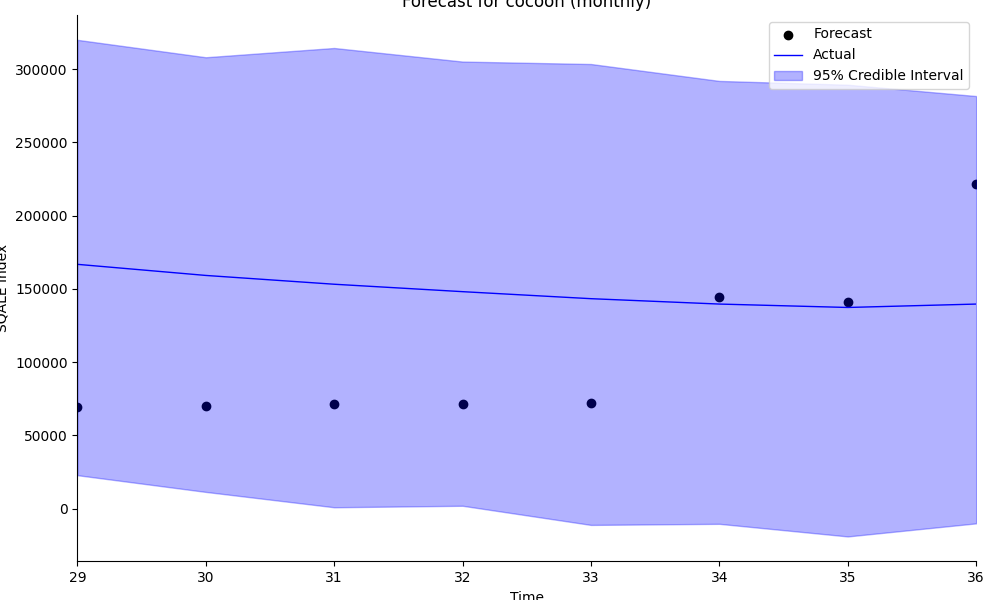 Forecast for cocoon (monthly)
Forecast
Actual
95% Credible Interval
300000
250000
200000
150000
100000
50000
0
SQALE Index
29 30 31 32 33 34 35 36
Time